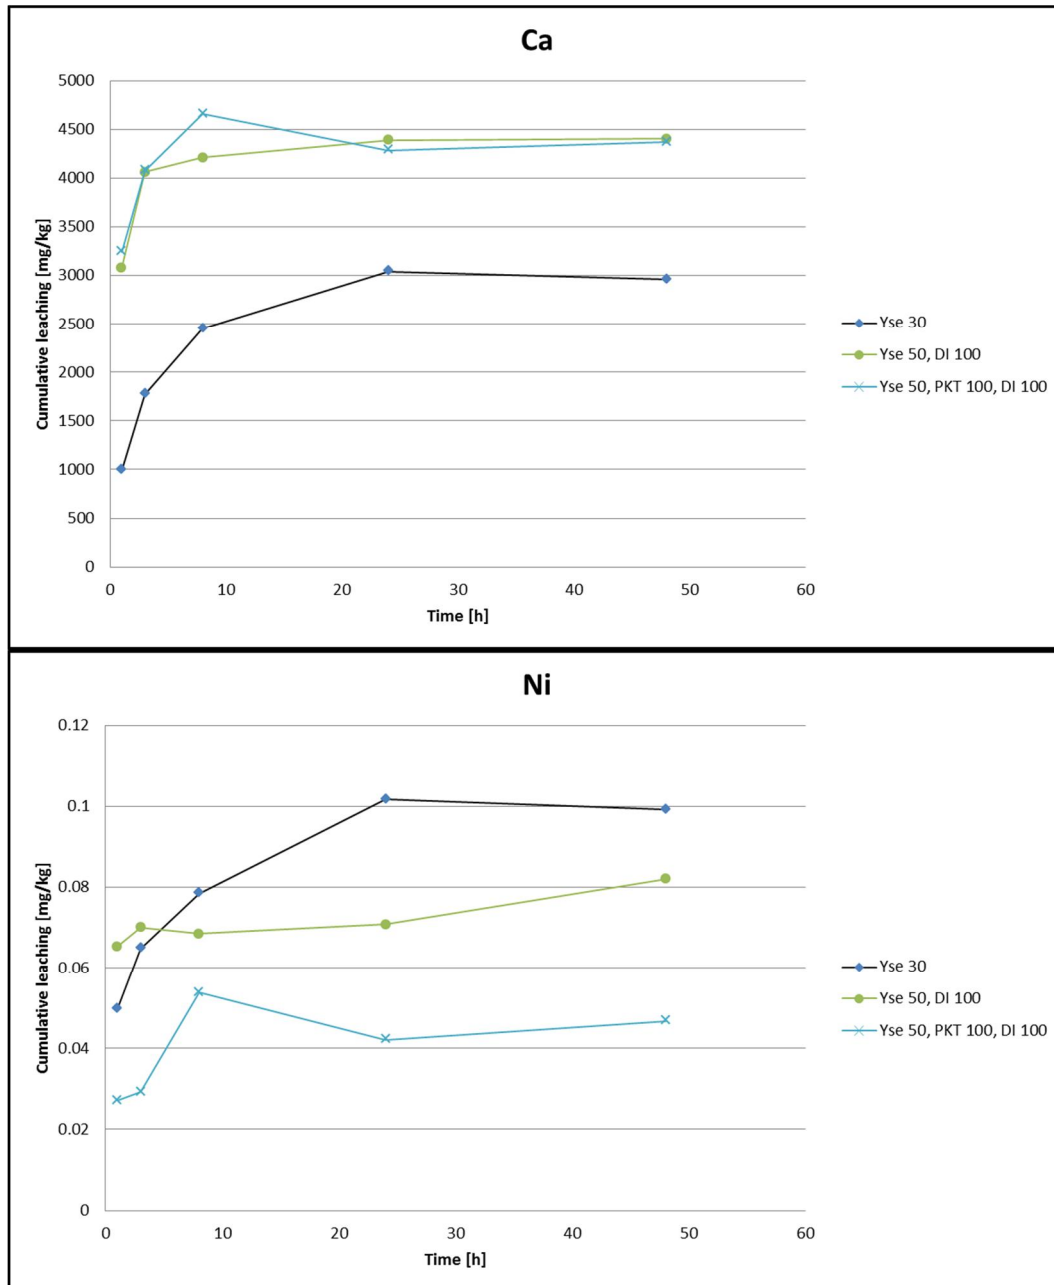 Ca
Cumulative leaching [mg/kg]
5000
4500
4000
3500
3000
2500
2000
1500
1000
500
0
0 10 20 30 40 50 60
Time [h]
Yse 30
Yse 50, DI 100
Yse 50, PKT 100, DI 100
Ni
Cumulative leaching [mg/kg]
0.12
0.1
0.08
0.06
0.04
0.02
0
0 10 20 30 40 50 60
Time [h]
Yse 30
Yse 50, DI 100
Yse 50, PKT 100, DI 100